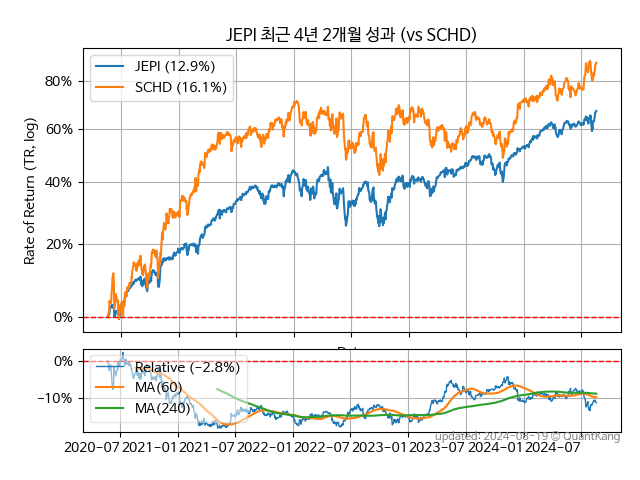 JEPI 최근 4년 2개월 성과 (vs SCHD)
JEPI (12.9%)
SCHD (16.1%)
80%
60%
40%
20%
0%
Rate of Return (TR, log)
Relative (−2.8%)
MA(60)
MA(240)
0%
−10%
2020-07 2021-01 2021-07 2022-01 2022-07 2023-01 2023-07 2024-01 2024-07
updated: 2024-08-19 © QuantKang